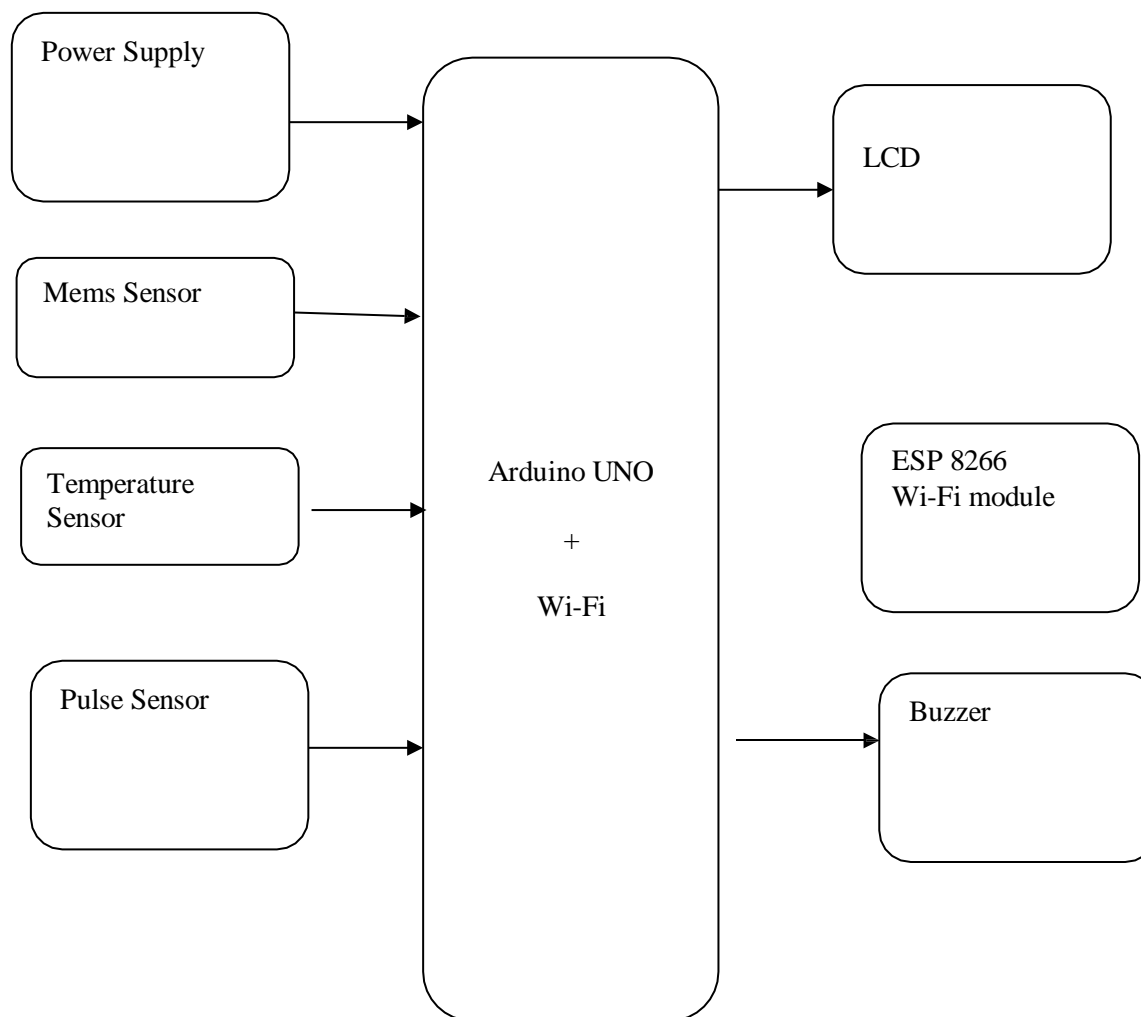 Power Supply
Mems Sensor
Temperature
Sensor
Pulse Sensor
Arduino UNO
+
Wi-Fi
LCD
ESP 8266
Wi-Fi module
Buzzer